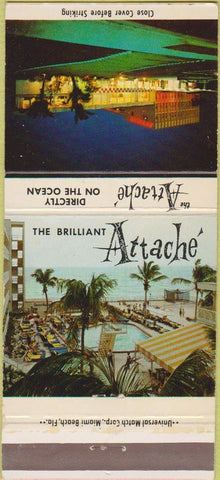 Close Cover Before Striking
the
Attaché
DIRECTLY
ON THE OCEAN
THE BRILLIANT Attaché
··Universal Match Corp., Miami Beach, Fla.··